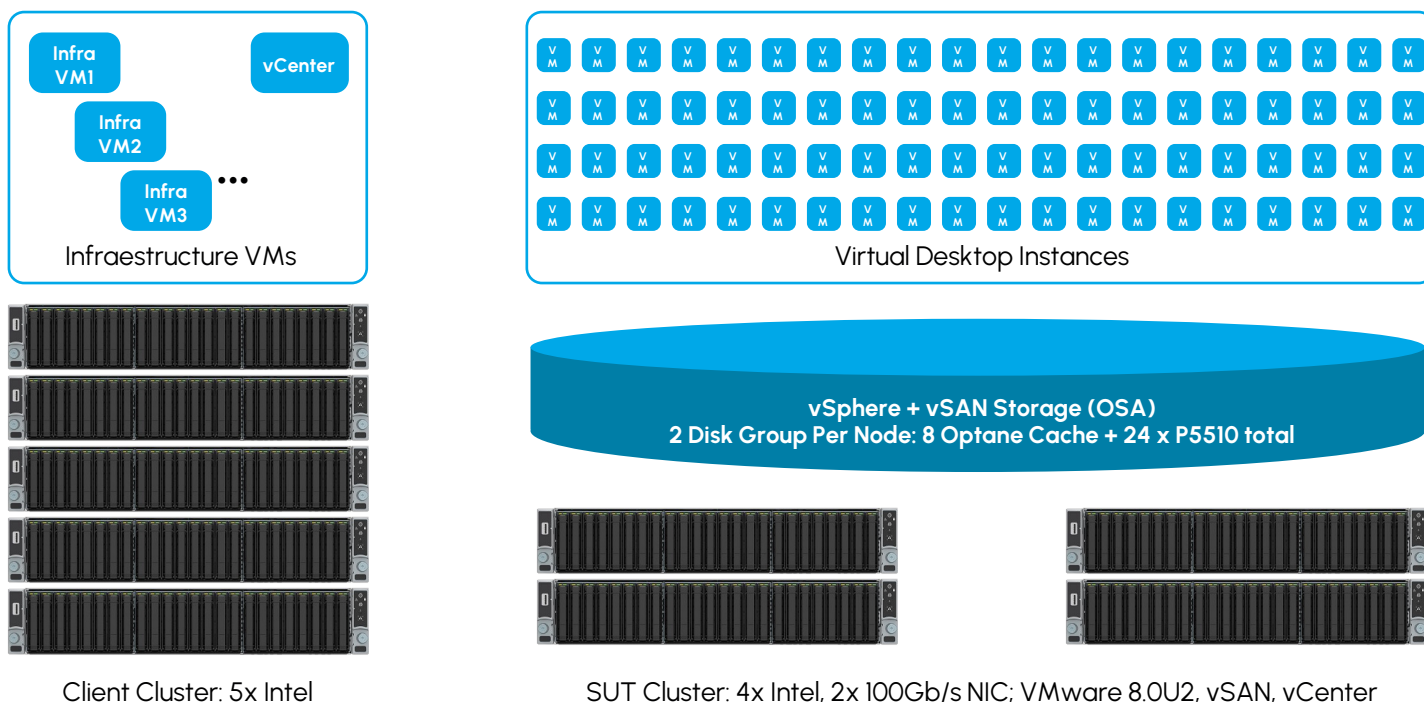 Infra
VM1
vCenter
Infra
VM2
Infra
VM3
...
Infraestructure VMs
V V V V V V V V V V V V V V V V V V V V
M M M M M M M M M M M M M M M M M M M M
V V V V V V V V V V V V V V V V V V V V
M M M M M M M M M M M M M M M M M M M M
V V V V V V V V V V V V V V V V V V V V
M M M M M M M M M M M M M M M M M M M M
V V V V V V V V V V V V V V V V V V V V
M M M M M M M M M M M M M M M M M M M M
Virtual Desktop Instances
vSphere + vSAN Storage (OSA)
2 Disk Group Per Node: 8 Optane Cache + 24 x P5510 total
Client Cluster: 5x Intel
SUT Cluster: 4x Intel, 2x 100Gb/s NIC; VMware 8.0U2, vSAN, vCenter